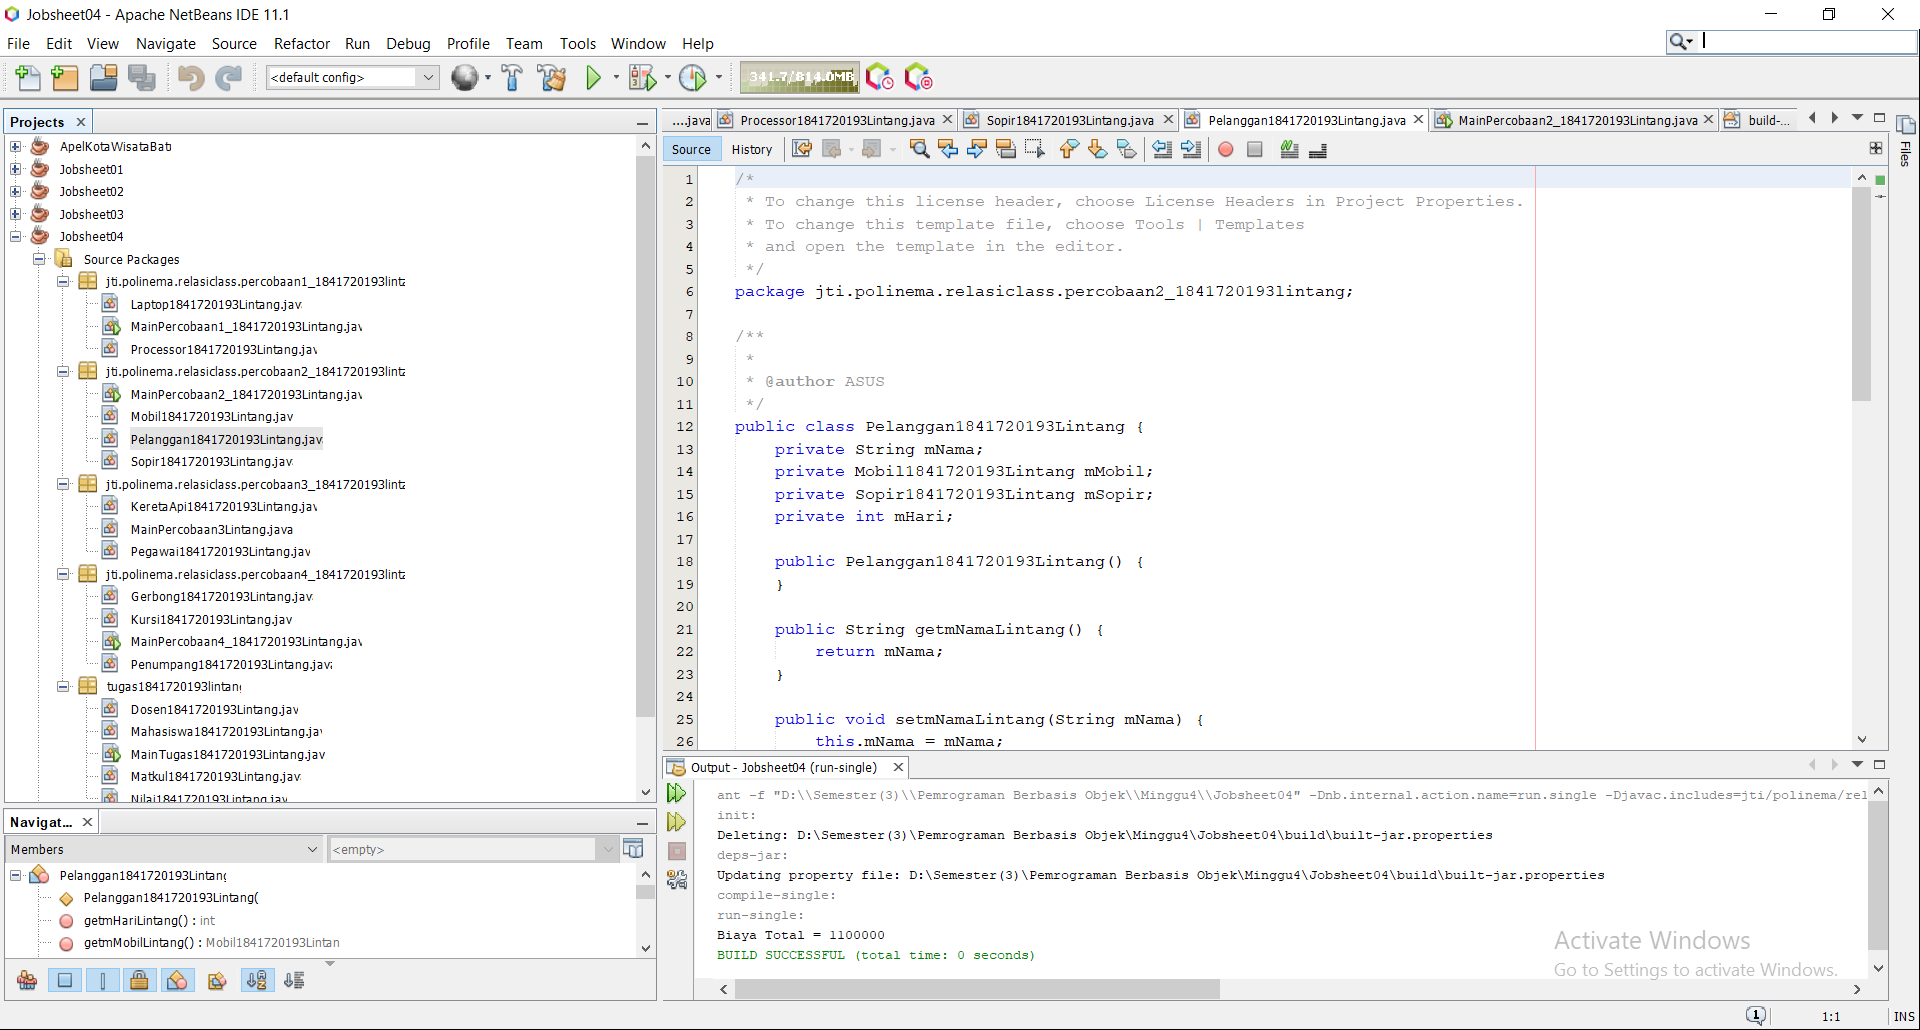 Jobsheet04 - Apache NetBeans IDE 11.1
File Edit View Navigate Source Refactor Run Debug Profile Team Tools Window Help
<default config>
341.7/814.0MB
Projects
ApelKotaWisataBatu
Jobsheet01
Jobsheet02
Jobsheet03
Jobsheet04
Source Packages
jti.polinema.relasiclass.percobaan1_1841720193linta
Laptop1841720193Lintang.jav
MainPercobaan1_1841720193Lintang.jav
Processor1841720193Lintang.jav
jti.polinema.relasiclass.percobaan2_1841720193linta
MainPercobaan2_1841720193Lintang.jav
Mobil1841720193Lintang.jav
Pelanggan1841720193Lintang.jav
Sopir1841720193Lintang.jav
jti.polinema.relasiclass.percobaan3_1841720193linta
KeretaApi1841720193Lintang.jav
MainPercobaan3Lintang.java
Pegawai1841720193Lintang.jav
jti.polinema.relasiclass.percobaan4_1841720193linta
Gerbong1841720193Lintang.jav
Kursi1841720193Lintang.jav
MainPercobaan4_1841720193Lintang.jav
Penumpang1841720193Lintang.jav
tugas1841720193lintang
Dosen1841720193Lintang.jav
Mahasiswa1841720193Lintang.jav
MainTugas1841720193Lintang.jav
Matkul1841720193Lintang.jav
Nilai1841720193Lintang.jav
Navigat...
Members
<empty>
Pelanggan1841720193Lintang
Pelanggan1841720193Lintang(
getmHariLintang() : int
getmMobilLintang() : Mobil1841720193Lintan
....java Processor1841720193Lintang.java Sopir1841720193Lintang.java Pelanggan1841720193Lintang.java MainPercobaan2_1841720193Lintang.java build-...
Source History
Files
1 /*
2 * To change this license header, choose License Headers in Project Properties.
3 * To change this template file, choose Tools | Templates
4 * and open the template in the editor.
5 */
6 package jti.polinema.relasiclass.percobaan2_1841720193lintang;
7
8 /**
9 *
10 * @author ASUS
11 */
12 public class Pelanggan1841720193Lintang {
13 private String mNama;
14 private Mobil1841720193Lintang mMobil;
15 private Sopir1841720193Lintang mSopir;
16 private int mHari;
17
18 public Pelanggan1841720193Lintang() {
19 }
20
21 public String getmNamaLintang() {
22 return mNama;
23 }
24
25 public void setmNamaLintang(String mNama) {
26 this.mNama = mNama;
Output - Jobsheet04 (run-single)
ant -f "D:\\Semester(3)\\Pemrograman Berbasis Objek\\Minggu4\\Jobsheet04" -Dnb.internal.action.name=run.single -Djavac.includes=jti/polinema/rel
init:
Deleting: D:\Semester(3)\Pemrograman Berbasis Objek\Minggu4\Jobsheet04\build\built-jar.properties
deps-jar:
Updating property file: D:\Semester(3)\Pemrograman Berbasis Objek\Minggu4\Jobsheet04\build\built-jar.properties
compile-single:
run-single:
Biaya Total = 1100000
BUILD SUCCESSFUL (total time: 0 seconds)
Activate Windows
Go to Settings to activate Windows.
1
1:1
INS